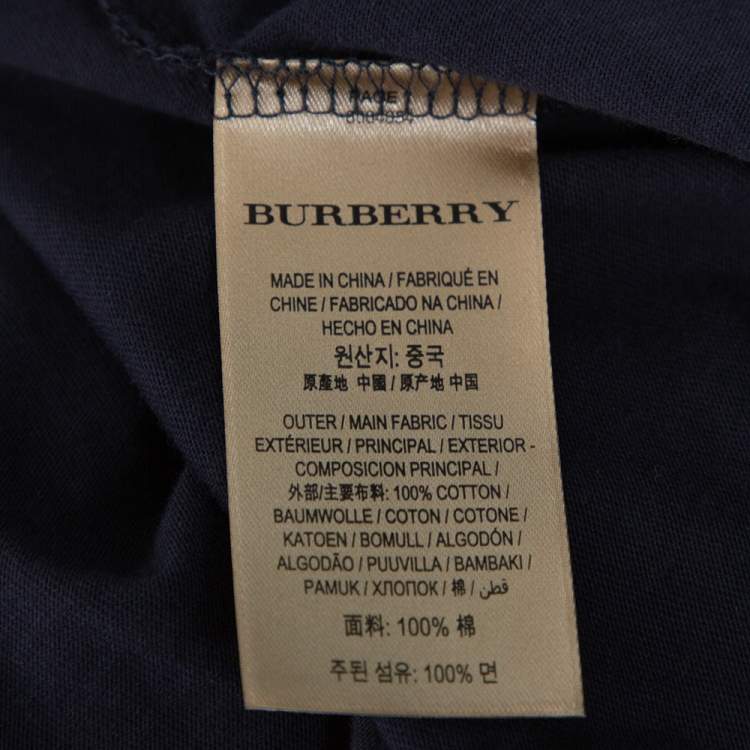 PAGE
BURBERRY
MADE IN CHINA / FABRIQUÉ EN
CHINE / FABRICADO NA CHINA /
HECHO EN CHINA
원산지: 중국
原產地 中國 / 原产地 中国
OUTER / MAIN FABRIC / TISSU
EXTÉRIEUR / PRINCIPAL / EXTERIOR -
COMPOSICION PRINCIPAL /
外部/主要布料: 100% COTTON /
BAUMWOLLE / COTON / COTONE /
KATOEN / BOMULL / ALGODÓN /
ALGODÃO / PUUVILLA / BAMBAKI /
PAMUK / ХЛОПОК / 棉 / قطن
面料: 100% 棉
주된 섬유: 100% 면